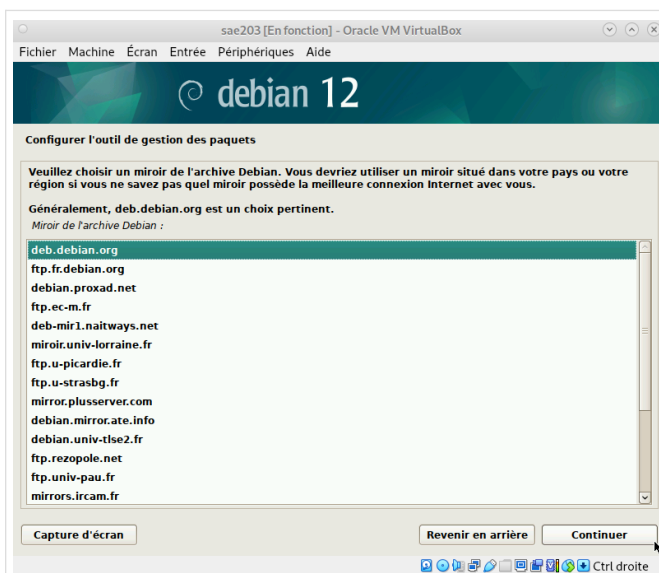 sae203 [En fonction] - Oracle VM VirtualBox
Fichier Machine Écran Entrée Périphériques Aide
debian 12
Configurer l'outil de gestion des paquets
Veuillez choisir un miroir de l'archive Debian. Vous devriez utiliser un miroir situé dans votre pays ou votre
région si vous ne savez pas quel miroir possède la meilleure connexion Internet avec vous.
Généralement, deb.debian.org est un choix pertinent.
Miroir de l'archive Debian :
deb.debian.org
ftp.fr.debian.org
debian.proxad.net
ftp.ec-m.fr
deb-mir1.naitways.net
miroir.univ-lorraine.fr
ftp.u-picardie.fr
ftp.u-strasbg.fr
mirror.plusserver.com
debian.mirror.ate.info
debian.univ-tlse2.fr
ftp.rezopole.net
ftp.univ-pau.fr
mirrors.ircam.fr
Capture d'écran Revenir en arrière Continuer
Ctrl droite